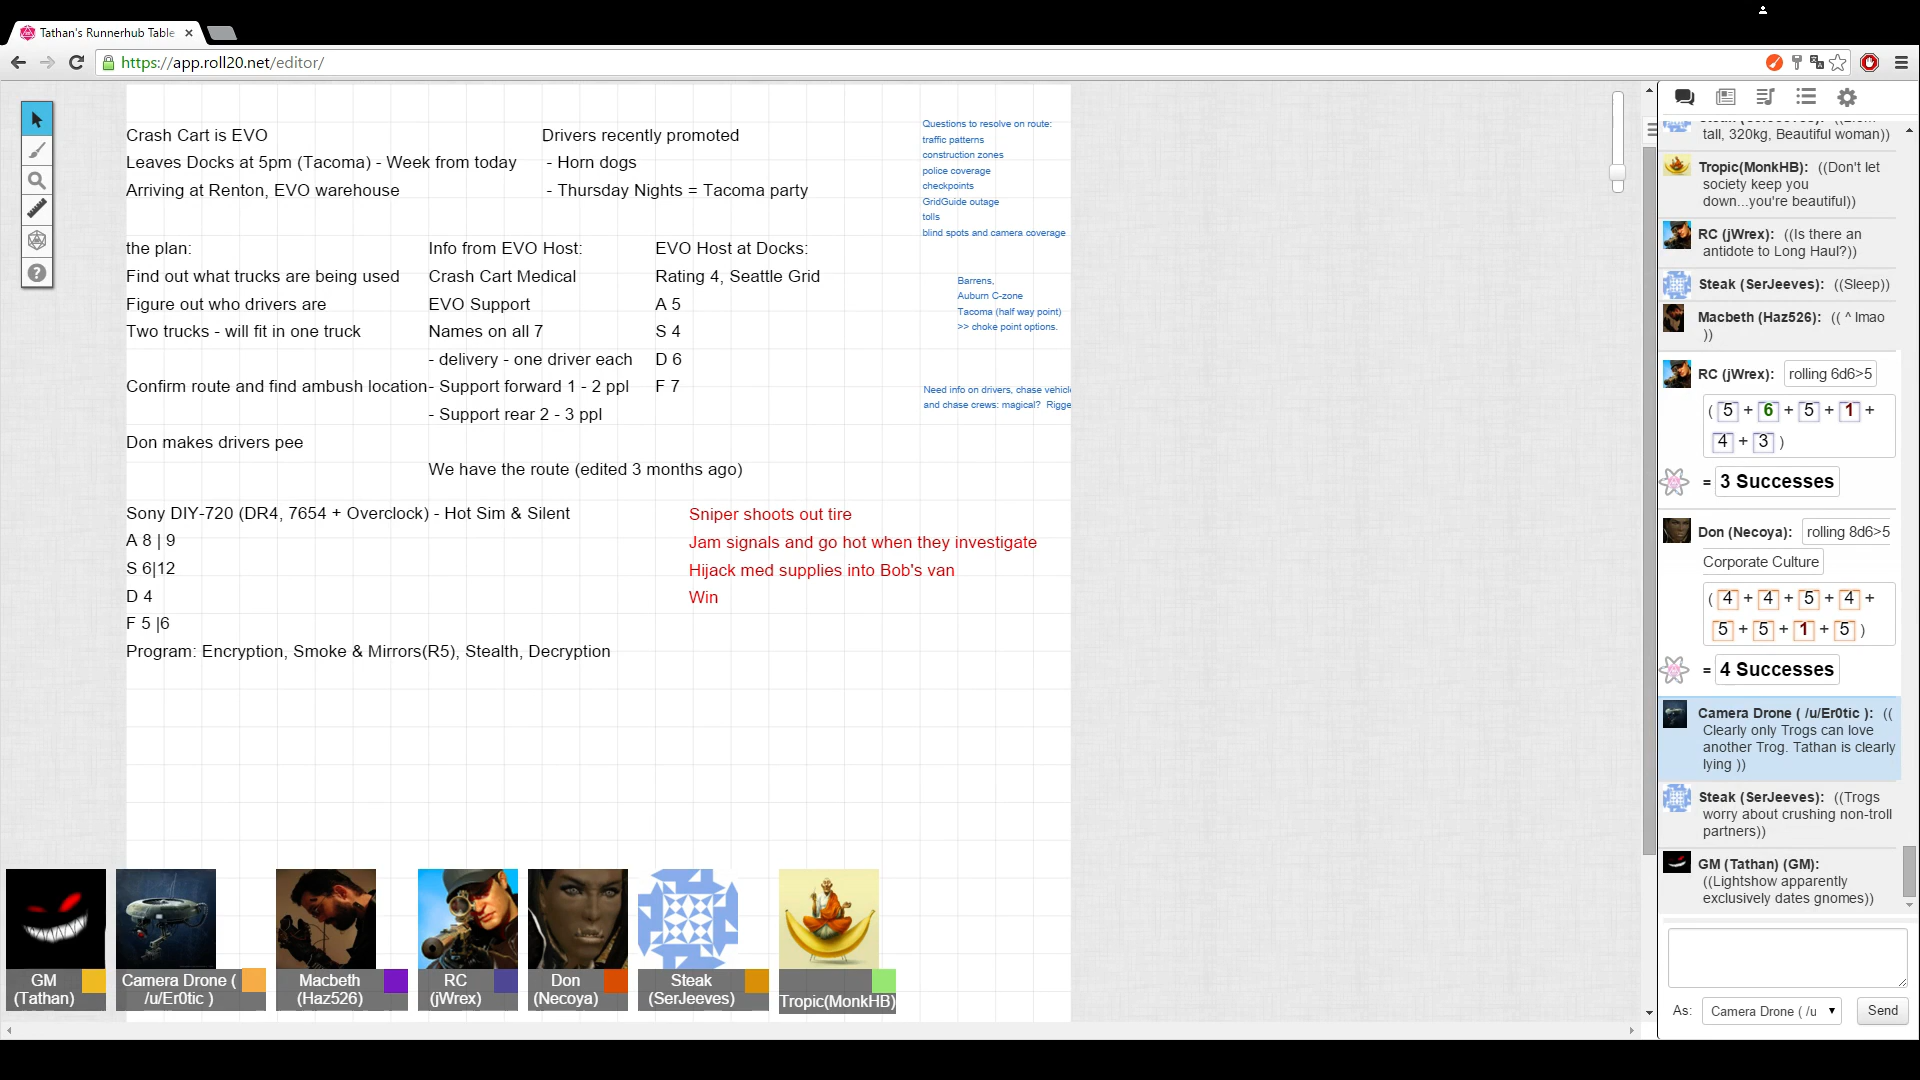 Tathan's Runnerhub Table
https://app.roll20.net/editor/
Crash Cart is EVO
Leaves Docks at 5pm (Tacoma) - Week from today
Arriving at Renton, EVO warehouse
Drivers recently promoted
- Horn dogs
- Thursday Nights = Tacoma party
Questions to resolve on route:
traffic patterns
construction zones
police coverage
checkpoints
GridGuide outage
tolls
blind spots and camera coverage
the plan:
Find out what trucks are being used
Figure out who drivers are
Two trucks - will fit in one truck
Confirm route and find ambush location
Don makes drivers pee
Info from EVO Host:
Crash Cart Medical
EVO Support
Names on all 7
- delivery - one driver each
- Support forward 1 - 2 ppl
- Support rear 2 - 3 ppl
We have the route (edited 3 months ago)
EVO Host at Docks:
Rating 4, Seattle Grid
A 5
S 4
D 6
F 7
Barrens,
Auburn C-zone
Tacoma (half way point)
>> choke point options.
Need info on drivers, chase vehicle
and chase crews: magical? Rigge
Sony DIY-720 (DR4, 7654 + Overclock) - Hot Sim & Silent
A 8 | 9
S 6|12
D 4
F 5 |6
Program: Encryption, Smoke & Mirrors(R5), Stealth, Decryption
Sniper shoots out tire
Jam signals and go hot when they investigate
Hijack med supplies into Bob's van
Win
GM
(Tathan)
Camera Drone (
/u/Er0tic )
Macbeth
(Haz526)
RC
(jWrex)
Don
(Necoya)
Steak
(SerJeeves)
Tropic(MonkHB)
tall, 320kg, Beautiful woman))
Tropic(MonkHB): ((Don't let
society keep you
down...you're beautiful))
RC (jWrex): ((Is there an
antidote to Long Haul?))
Steak (SerJeeves): ((Sleep))
Macbeth (Haz526): (( ^ lmao
))
RC (jWrex): rolling 6d6>5
( 5 + 6 + 5 + 1 +
4 + 3 )
= 3 Successes
Don (Necoya): rolling 8d6>5
Corporate Culture
( 4 + 4 + 5 + 4 +
5 + 5 + 1 + 5 )
= 4 Successes
Camera Drone ( /u/Er0tic ): ((
Clearly only Trogs can love
another Trog. Tathan is clearly
lying ))
Steak (SerJeeves): ((Trogs
worry about crushing non-troll
partners))
GM (Tathan) (GM):
((Lightshow apparently
exclusively dates gnomes))
As: Camera Drone ( /u
Send